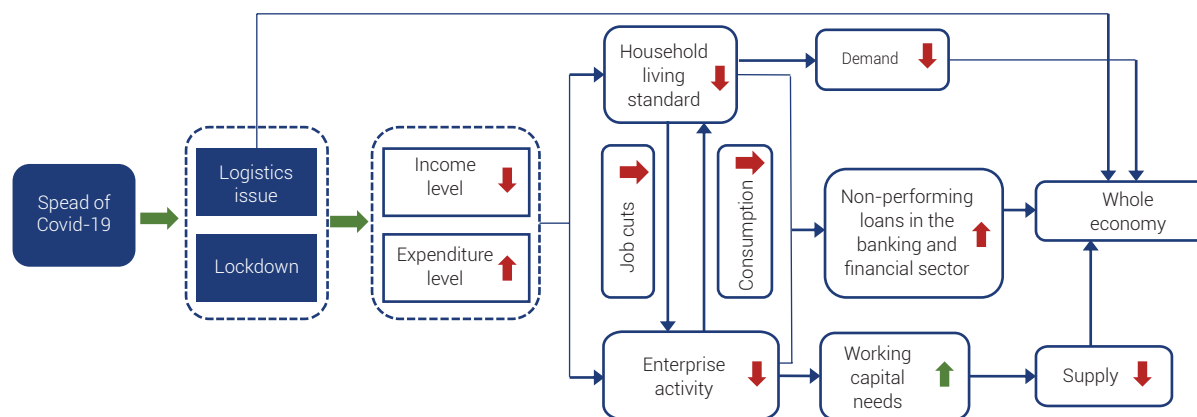 Spead of
Covid-19
Logistics
issue
Lockdown
Income
level
Expenditure
level
Household
living
standard
Job cuts
Consumption
Enterprise
activity
Demand
Non-performing
loans in the
banking and
financial sector
Working
capital
needs
Whole
economy
Supply